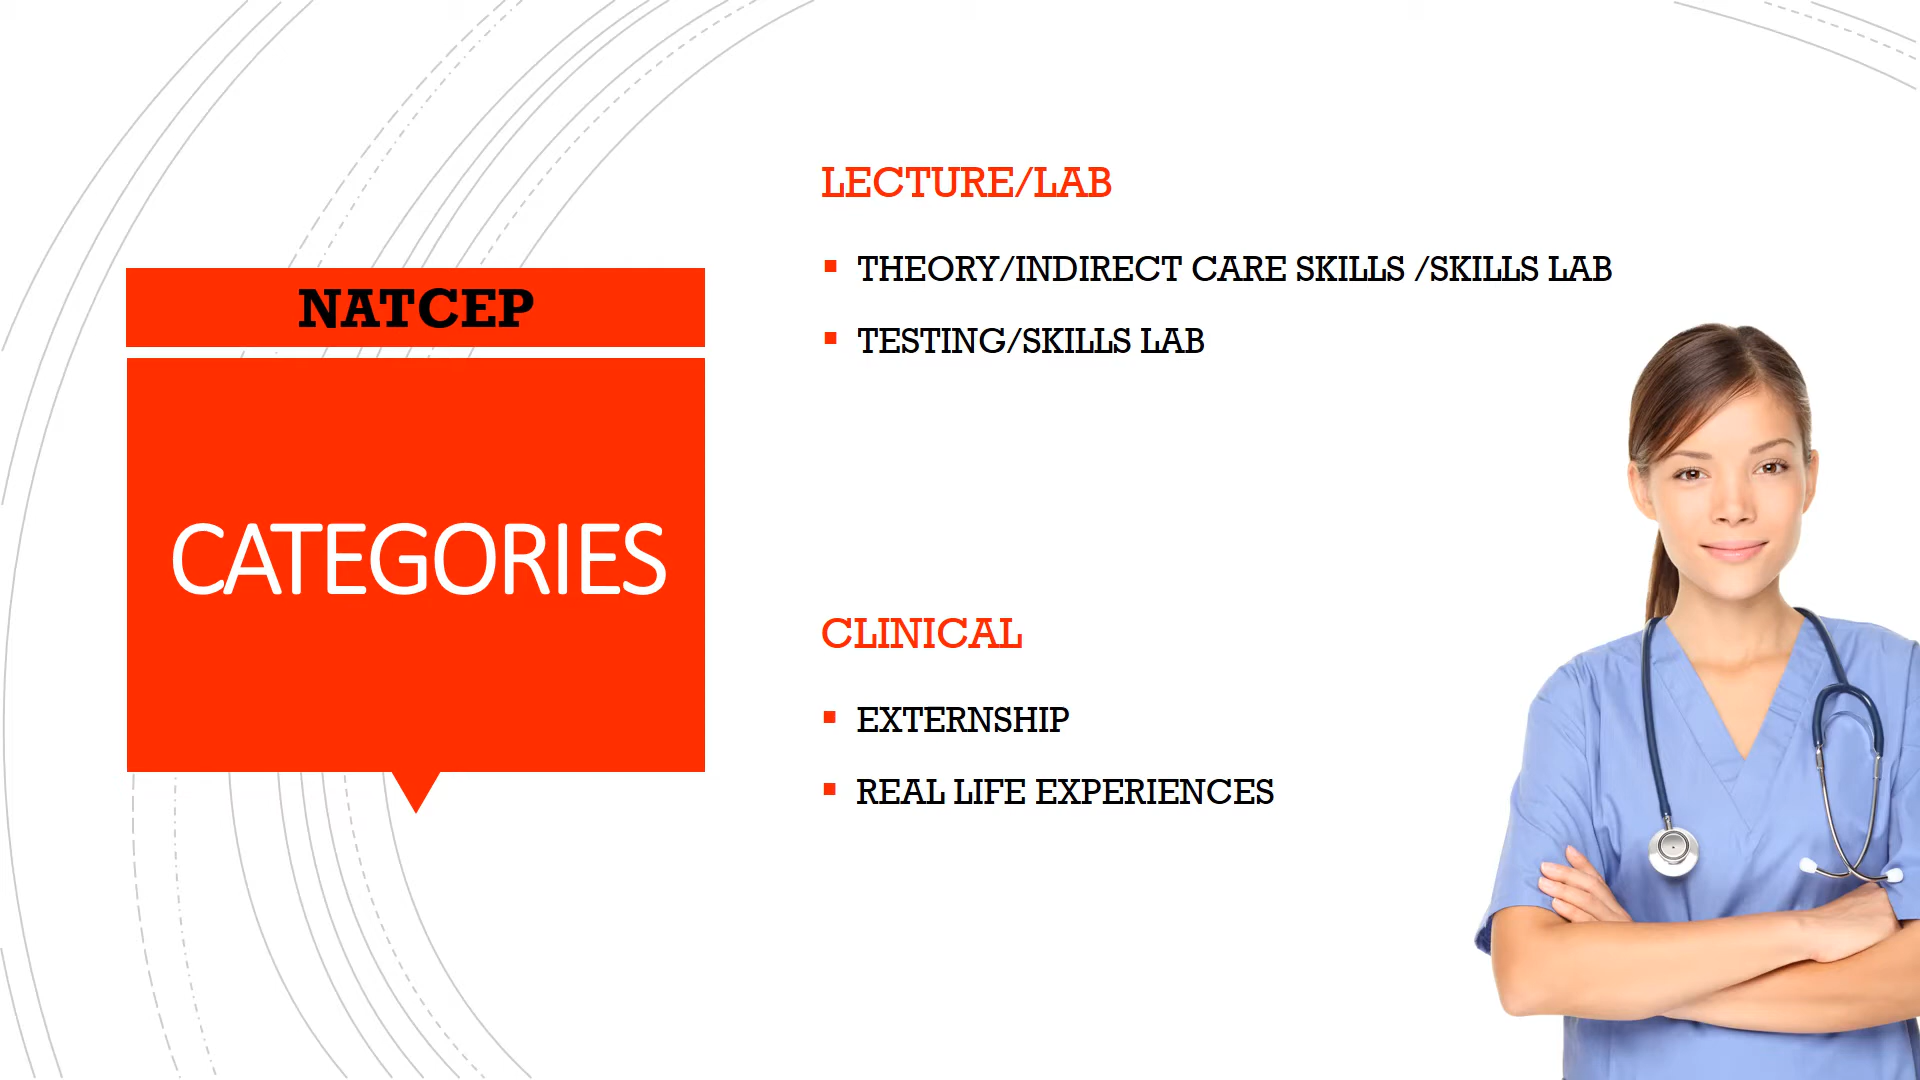 NATCEP
CATEGORIES
LECTURE/LAB
THEORY/INDIRECT CARE SKILLS /SKILLS LAB
TESTING/SKILLS LAB
CLINICAL
EXTERNSHIP
REAL LIFE EXPERIENCES